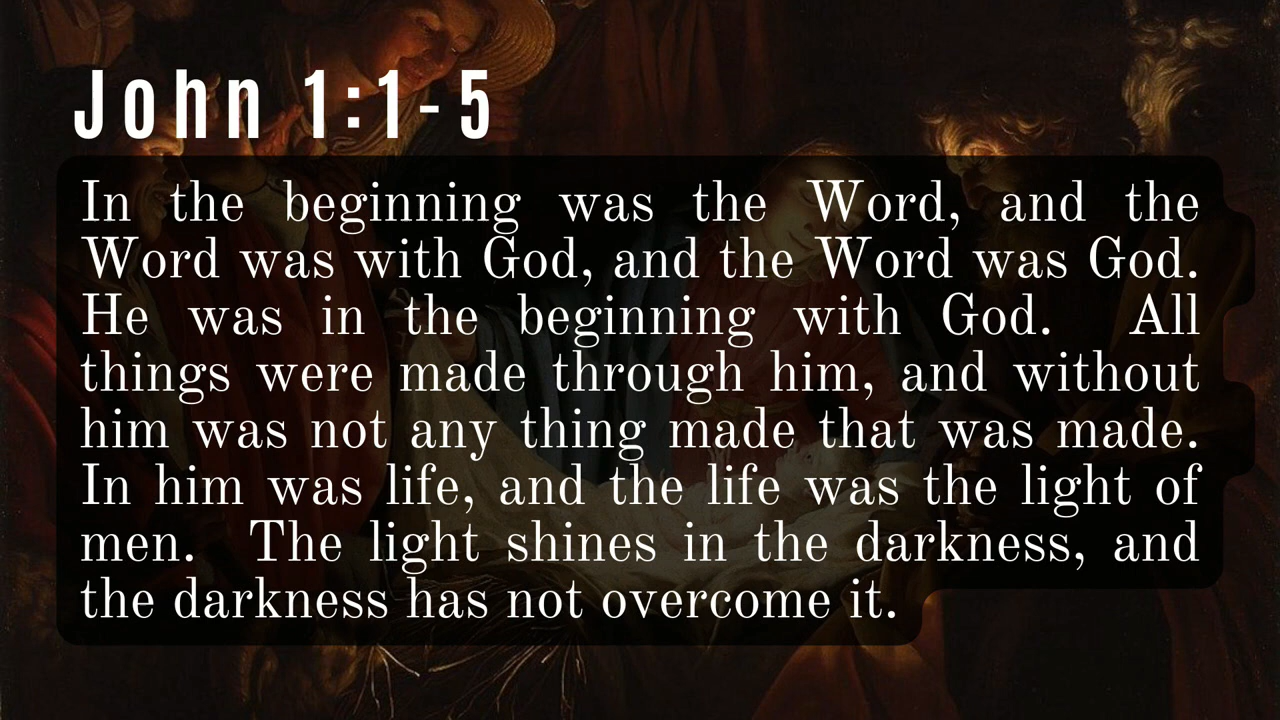 John 1:1-5
In the beginning was the Word, and the
Word was with God, and the Word was God.
He was in the beginning with God. All
things were made through him, and without
him was not any thing made that was made.
In him was life, and the life was the light of
men. The light shines in the darkness, and
the darkness has not overcome it.